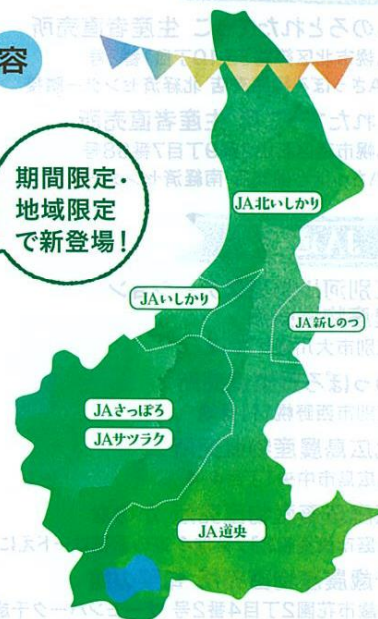 容
期間限定・
地域限定
で新登場!
JA北いしかり
JAいしかり
JA新しのつ
JAさっぽろ
JAサツラク
JA道央